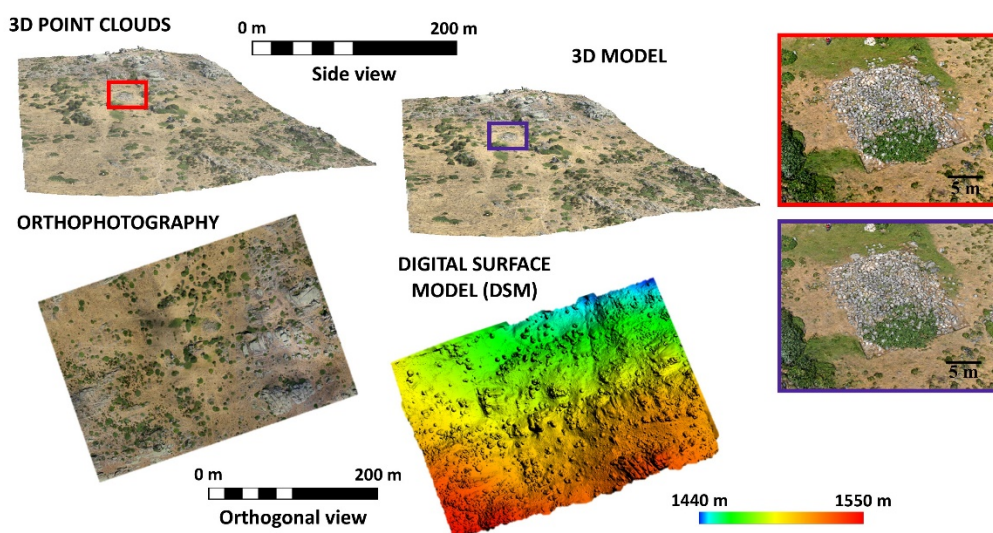 3D POINT CLOUDS
0 m 200 m
Side view
3D MODEL
5 m
ORTHOPHOTOGRAPHY
DIGITAL SURFACE
MODEL (DSM)
5 m
0 m 200 m
Orthogonal view
1440 m 1550 m